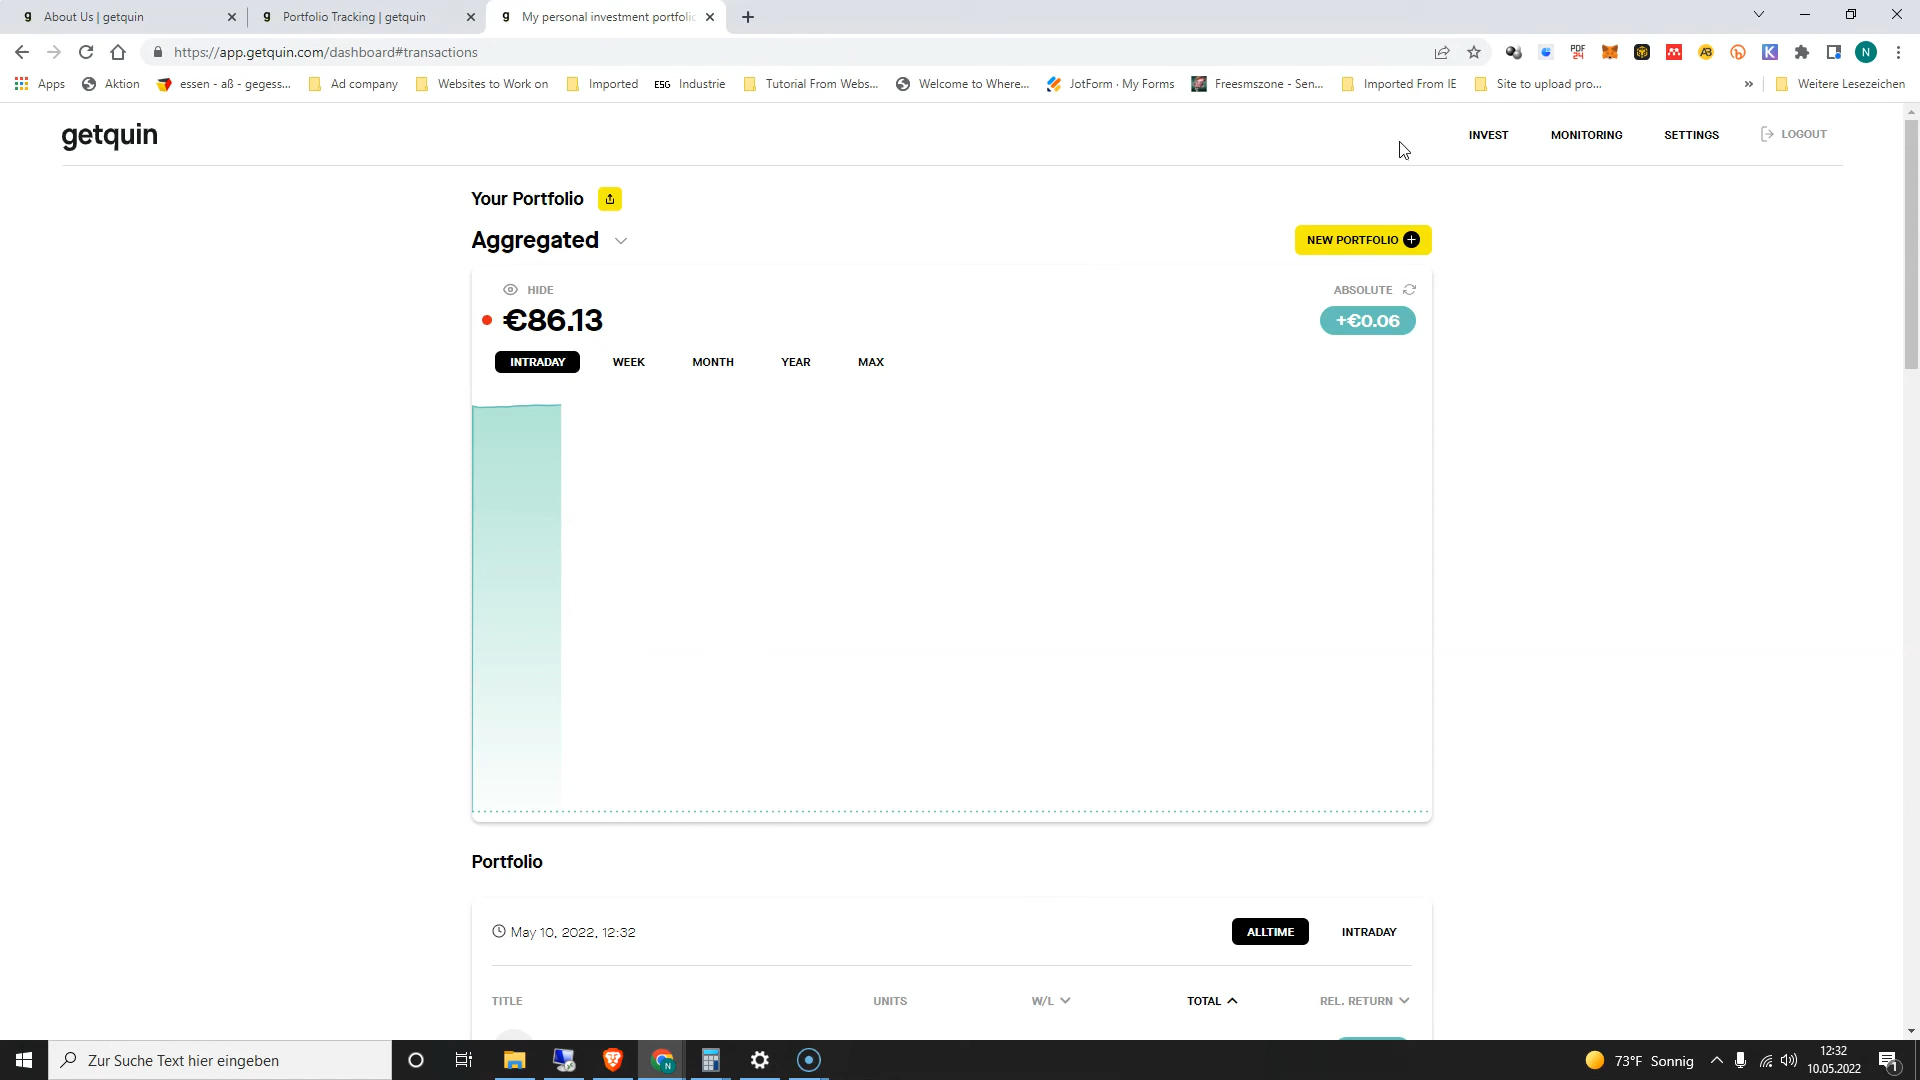 About Us | getquin
Portfolio Tracking | getquin
My personal investment portfolio
https://app.getquin.com/dashboard#transactions
Apps
Aktion
essen - aß - gegess...
Ad company
Websites to Work on
Imported
ESG Industrie
Tutorial From Webs...
Welcome to Where...
JotForm · My Forms
Freesmszone - Sen...
Imported From IE
Site to upload pro...
»
Weitere Lesezeichen
getquin
INVEST
MONITORING
SETTINGS
LOGOUT
Your Portfolio
Aggregated
NEW PORTFOLIO
HIDE
ABSOLUTE
€86.13
+€0.06
INTRADAY
WEEK
MONTH
YEAR
MAX
Portfolio
May 10, 2022, 12:32
ALLTIME
INTRADAY
TITLE
UNITS
W/L
TOTAL
REL. RETURN
Zur Suche Text hier eingeben
73°F Sonnig
12:32
10.05.2022